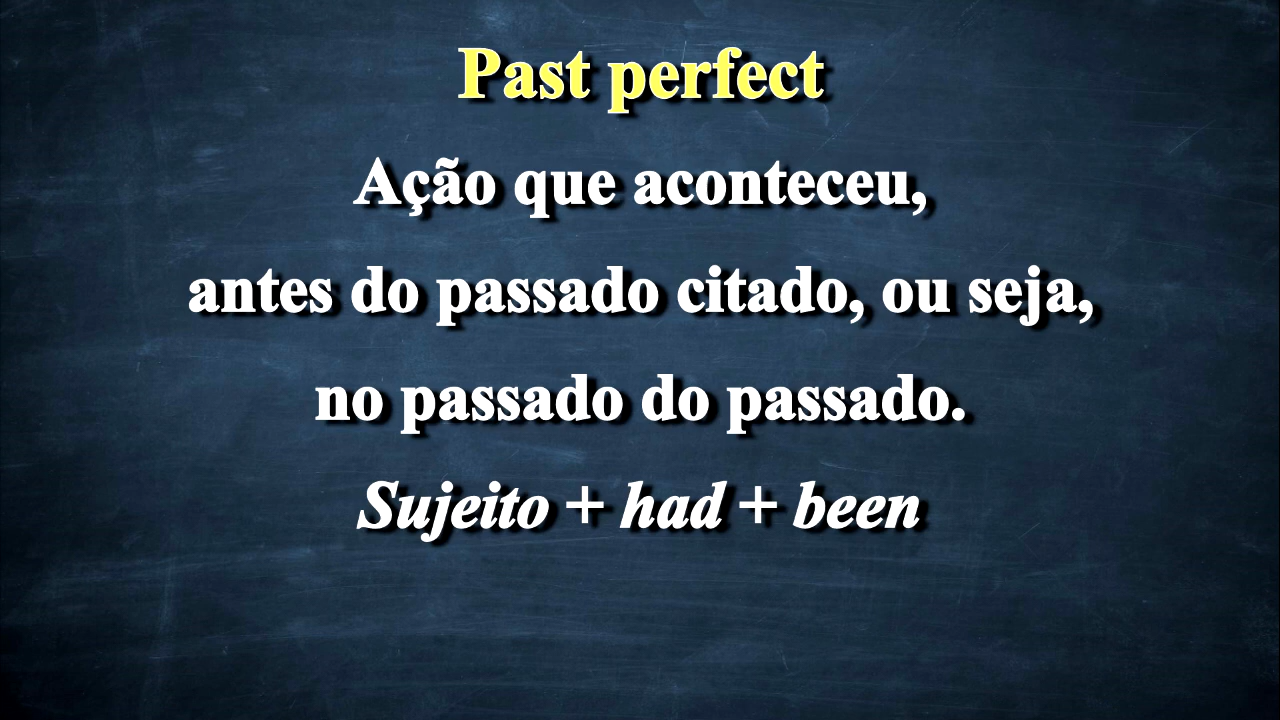 Past perfect
Ação que aconteceu,
antes do passado citado, ou seja,
no passado do passado.
Sujeito + had + been